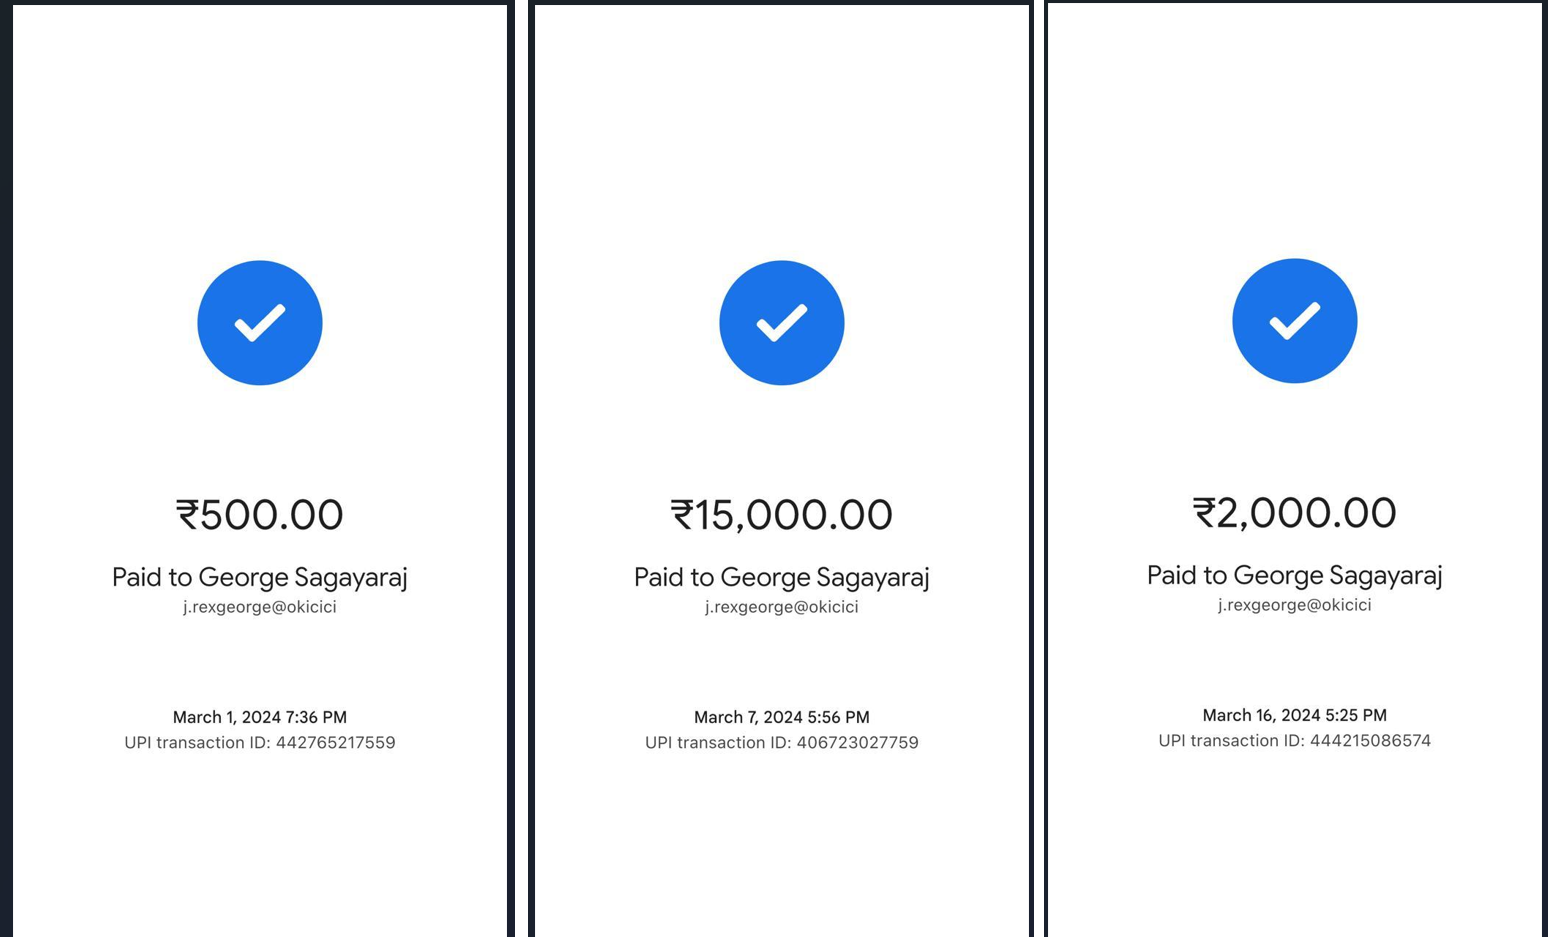 ₹500.00
Paid to George Sagayaraj
j.rexgeorge@okicici
March 1, 2024 7:36 PM
UPI transaction ID: 442765217559
₹15,000.00
Paid to George Sagayaraj
j.rexgeorge@okicici
March 7, 2024 5:56 PM
UPI transaction ID: 406723027759
₹2,000.00
Paid to George Sagayaraj
j.rexgeorge@okicici
March 16, 2024 5:25 PM
UPI transaction ID: 444215086574